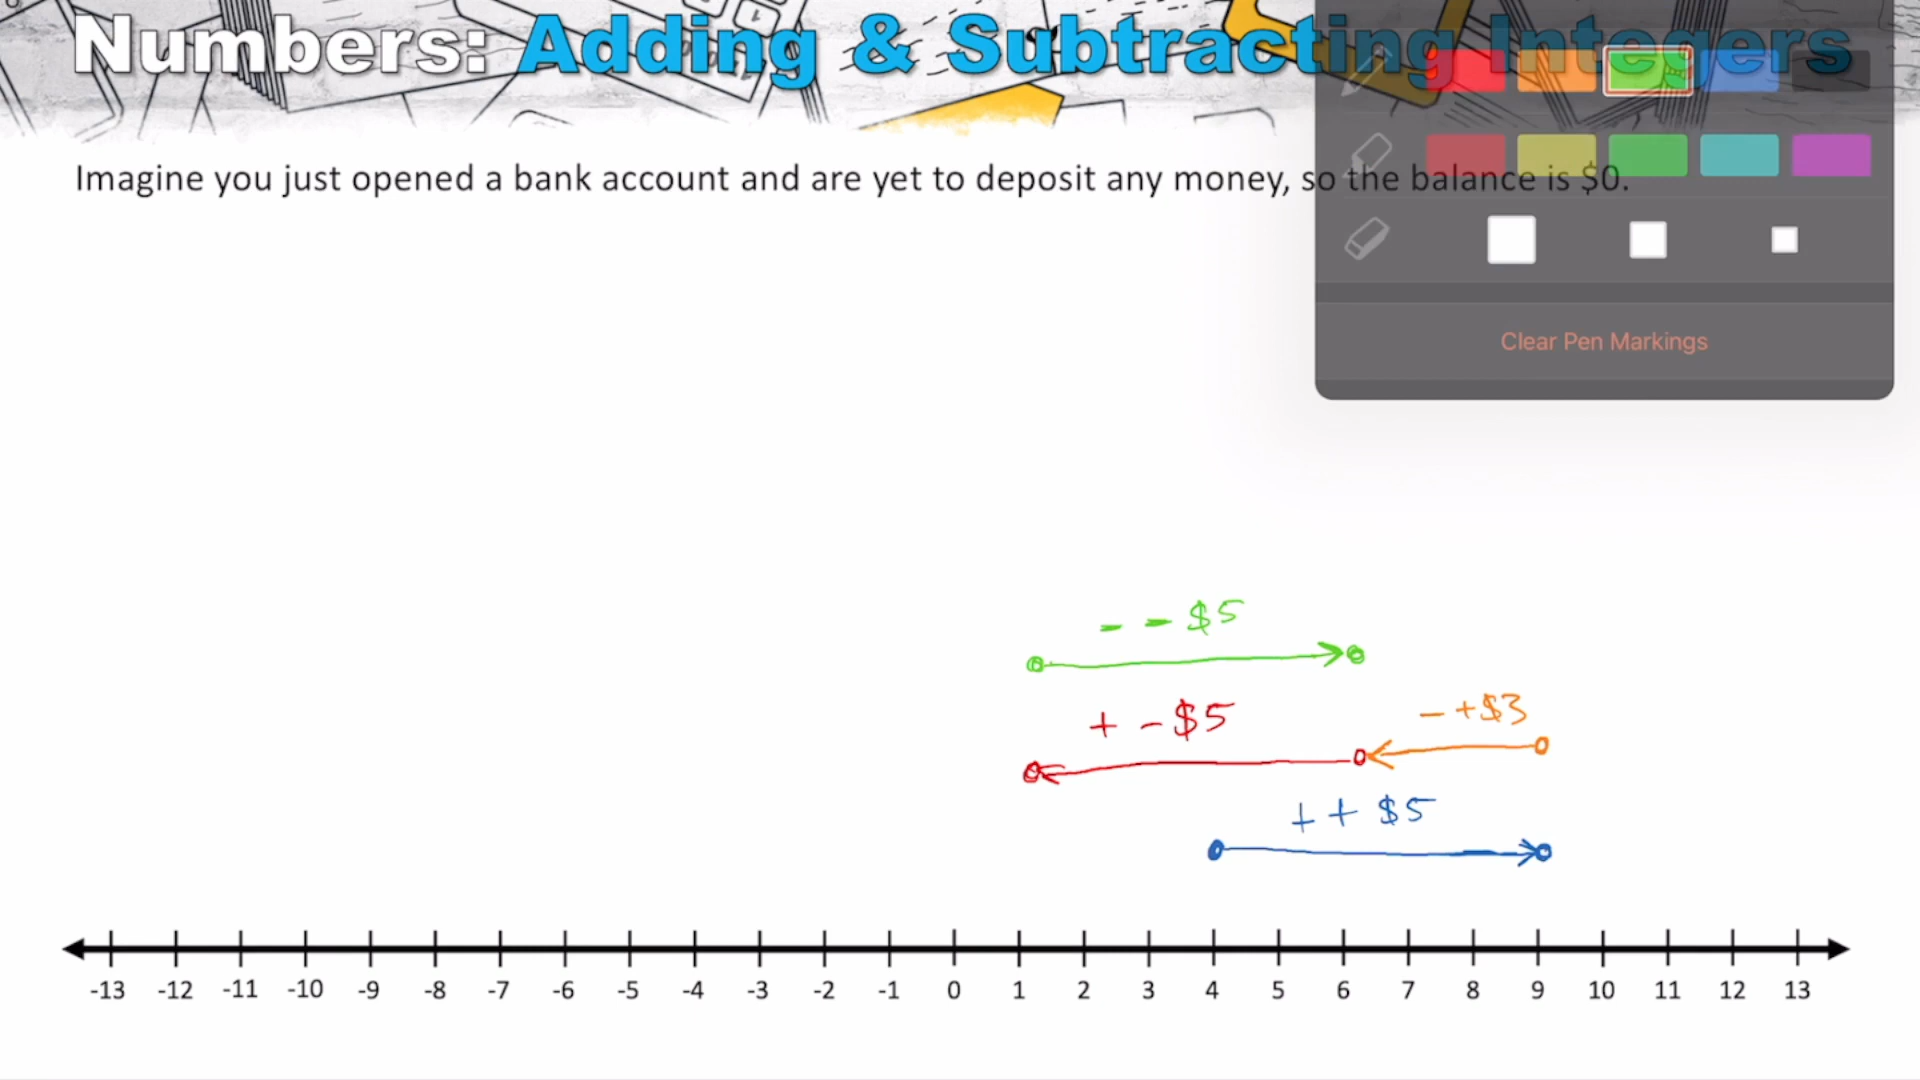 Numbers: Adding & Subtracting Integers
Imagine you just opened a bank account and are yet to deposit any money, so the balance is $0.
Clear Pen Markings
- - $5
+ - $5
- + $3
+ + $5
-13 -12 -11 -10 -9 -8 -7 -6 -5 -4 -3 -2 -1 0 1 2 3 4 5 6 7 8 9 10 11 12 13